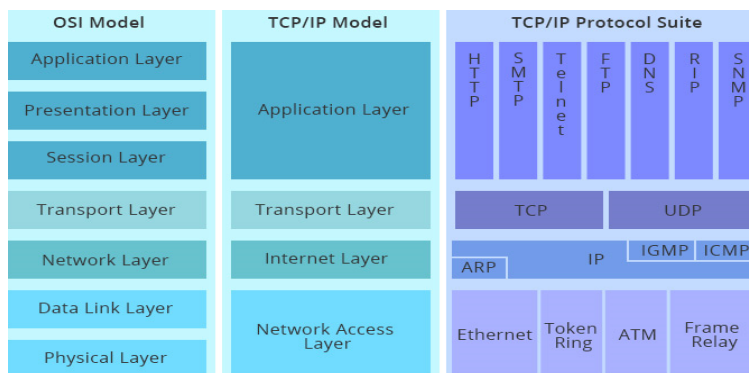 OSI Model
Application Layer
Presentation Layer
Session Layer
Transport Layer
Network Layer
Data Link Layer
Physical Layer
TCP/IP Model
Application Layer
Transport Layer
Internet Layer
Network Access
Layer
TCP/IP Protocol Suite
HTTP
SMTP
Telnet
FTP
DNS
RIP
SNMP
TCP
UDP
ARP
IP
IGMP
ICMP
Ethernet
Token
Ring
ATM
Frame
Relay